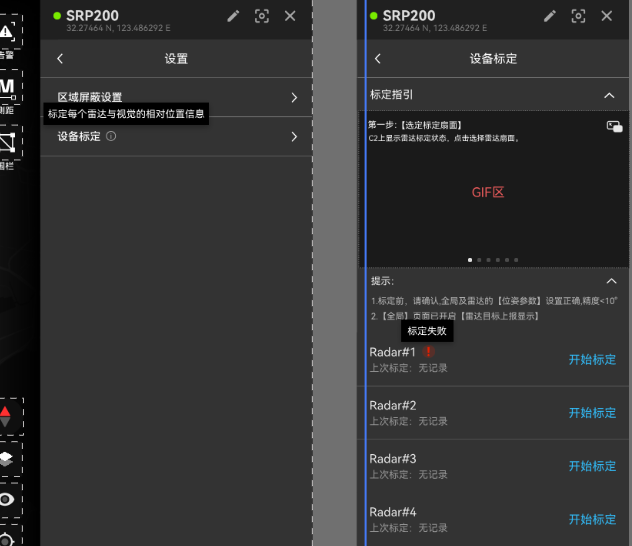 SRP200
32.27464 N, 123.486292 E
设置
区域屏蔽设置
标定每个雷达与视觉的相对位置信息
设备标定
告警
M
测距
围栏
SRP200
32.27464 N, 123.486292 E
设备标定
标定指引
第一步:【选定标定扇面】
C2上显示雷达标定状态，点击选择雷达扇面。
GIF区
提示:
1.标定前，请确认,全局及雷达的【位姿参数】设置正确,精度<10°
2.【全局】页面已开启【雷达目标上报显示】
标定失败
Radar#1
上次标定：无记录
开始标定
Radar#2
上次标定：无记录
开始标定
Radar#3
上次标定：无记录
开始标定
Radar#4
上次标定：无记录
开始标定